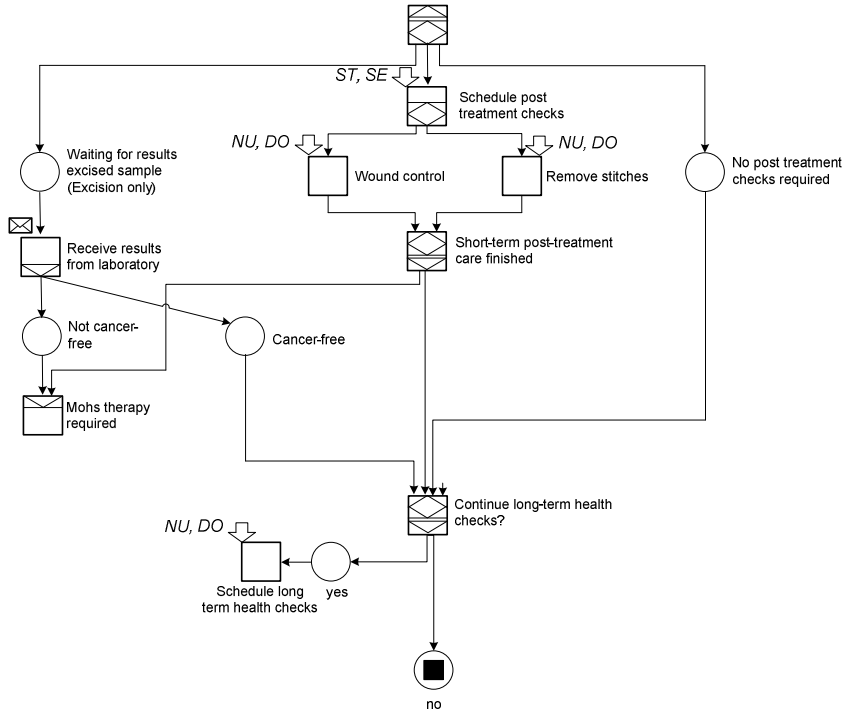 ST, SE
Schedule post
treatment checks
NU, DO
NU, DO
Waiting for results
excised sample
(Excision only)
Wound control
Remove stitches
No post treatment
checks required
Receive results
from laboratory
Short-term post-treatment
care finished
Not cancer-
free
Cancer-free
Mohs therapy
required
Continue long-term health
checks?
NU, DO
Schedule long
term health checks
yes
no